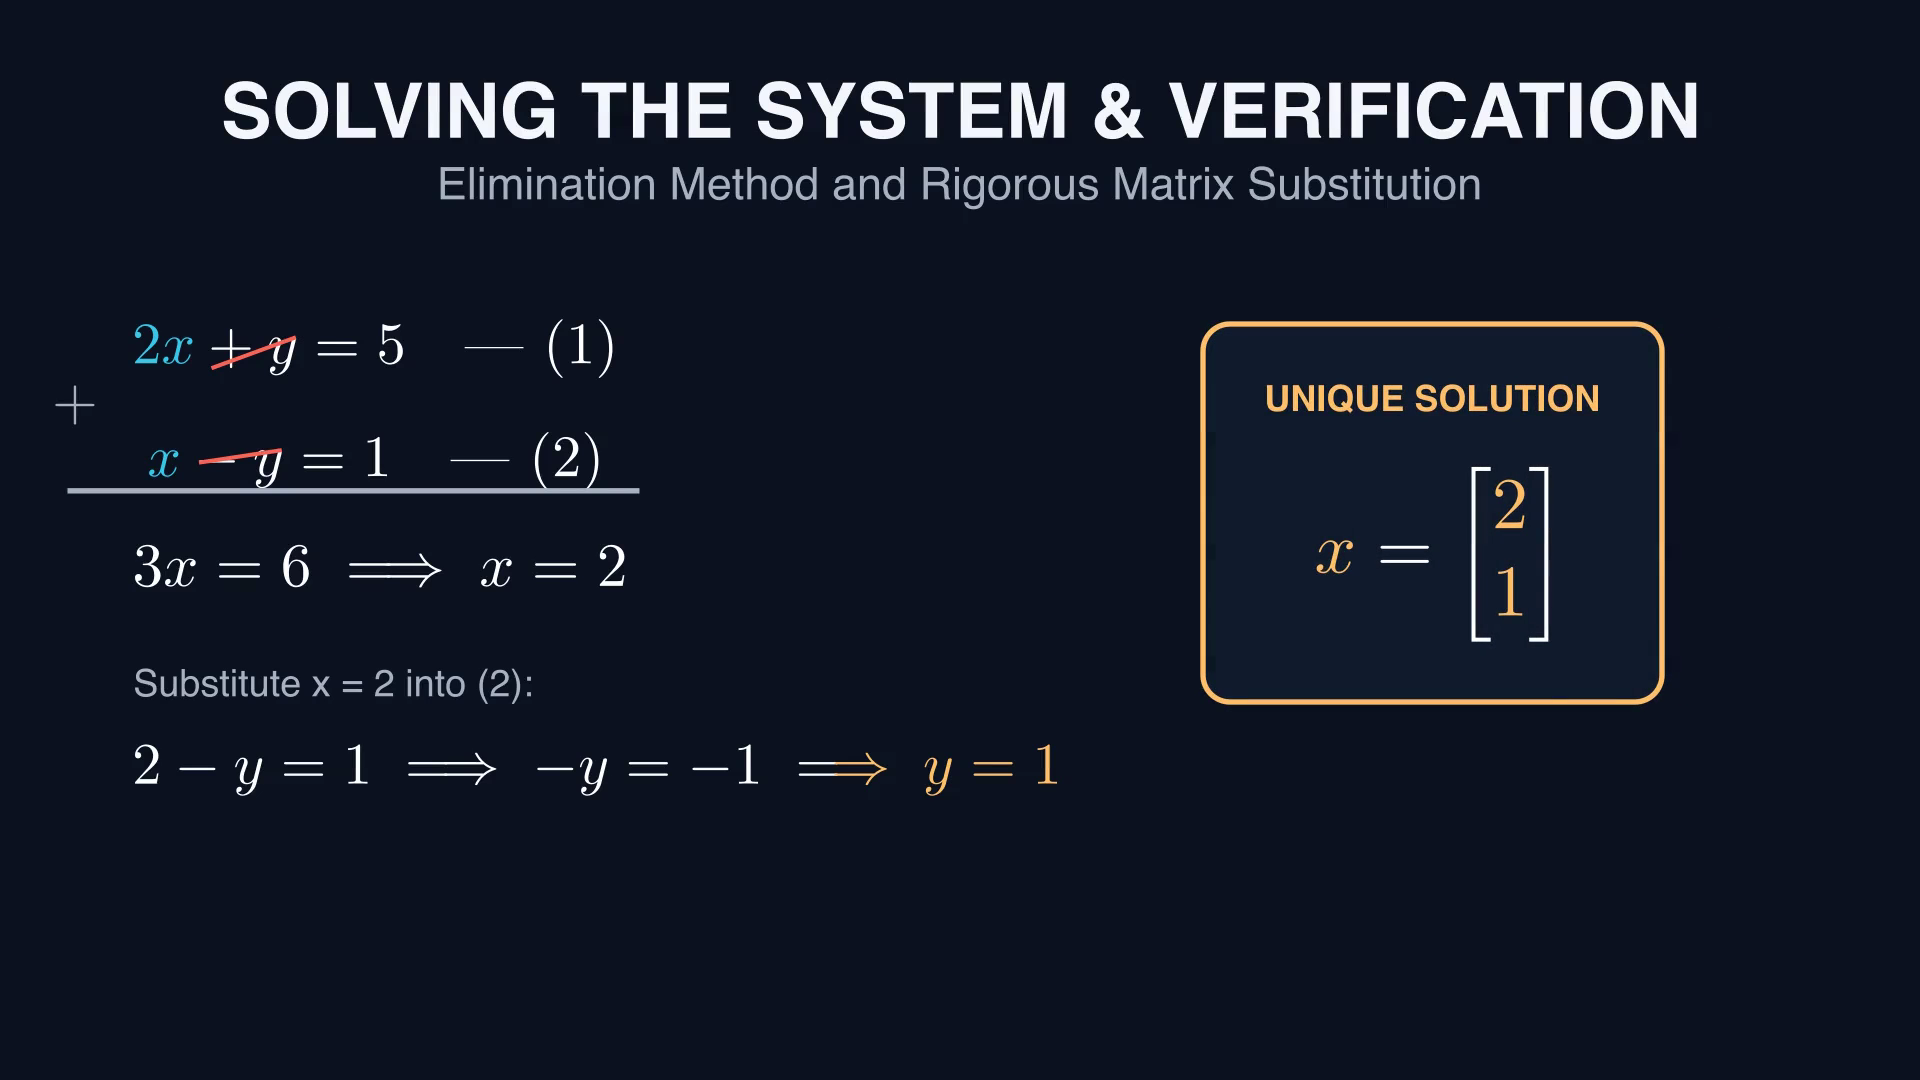 SOLVING THE SYSTEM & VERIFICATION
Elimination Method and Rigorous Matrix Substitution
2x + y = 5 — (1)
+
x − y = 1 — (2)
3x = 6 ⟹ x = 2
Substitute x = 2 into (2):
2 − y = 1 ⟹ −y = −1 ⟹ y = 1
UNIQUE SOLUTION
x = [2
1]